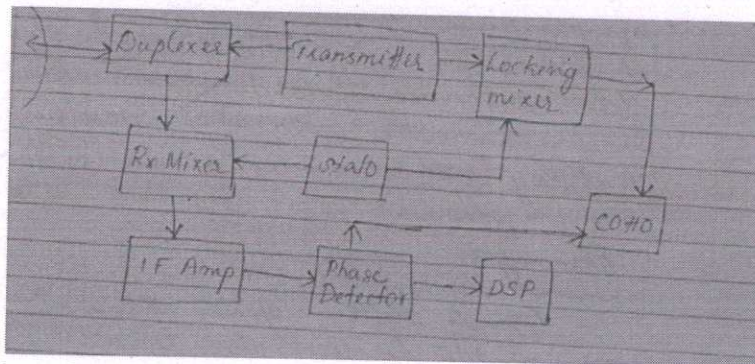 Duplexer
Transmitter
Locking
mixer
Rx Mixer
stalo
COHO
IF Amp
Phase
Detector
DSP